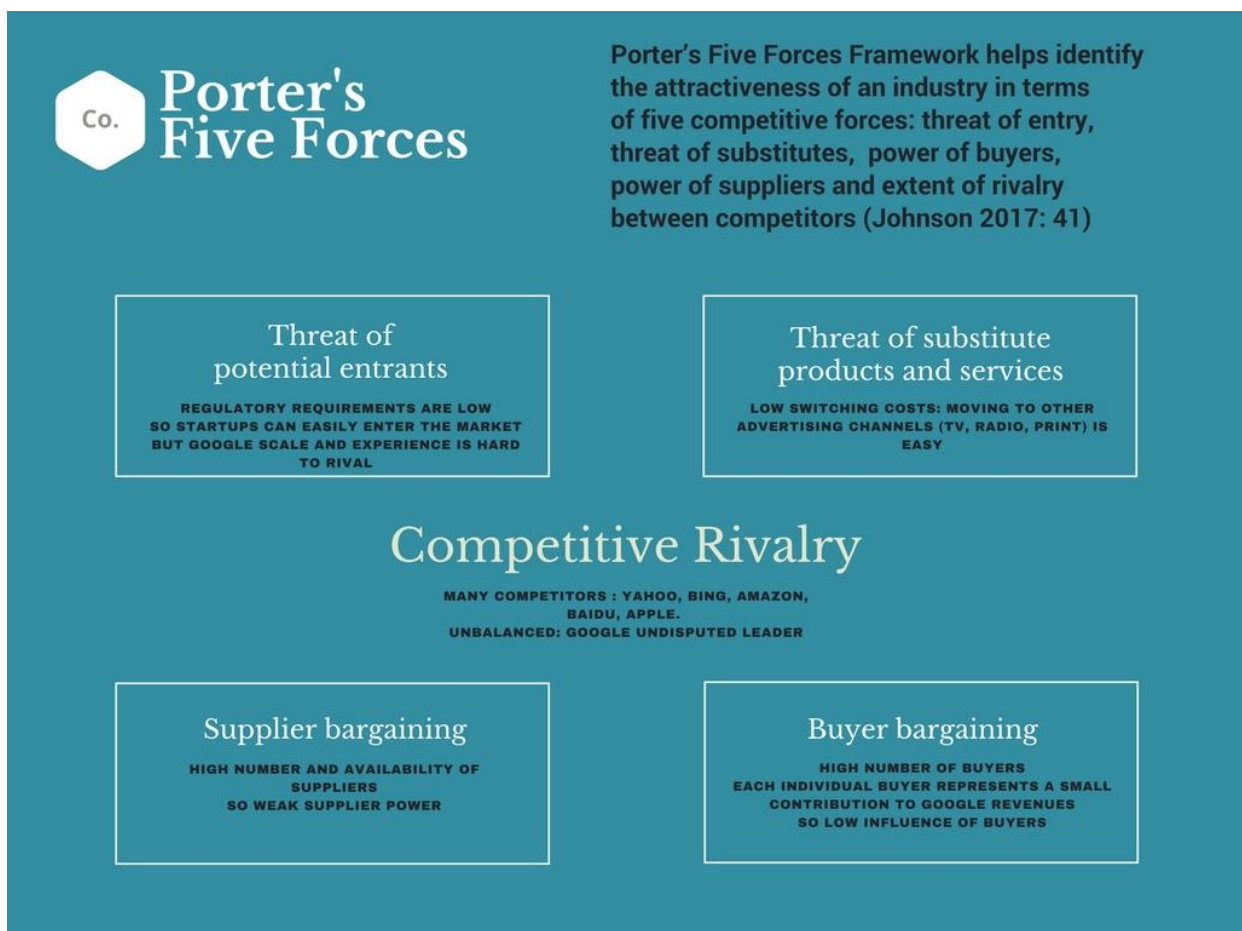 Co.
Porter's
Five Forces
Porter's Five Forces Framework helps identify
the attractiveness of an industry in terms
of five competitive forces: threat of entry,
threat of substitutes, power of buyers,
power of suppliers and extent of rivalry
between competitors (Johnson 2017: 41)
Threat of
potential entrants
REGULATORY REQUIREMENTS ARE LOW
SO STARTUPS CAN EASILY ENTER THE MARKET
BUT GOOGLE SCALE AND EXPERIENCE IS HARD
TO RIVAL
Threat of substitute
products and services
LOW SWITCHING COSTS: MOVING TO OTHER
ADVERTISING CHANNELS (TV, RADIO, PRINT) IS
EASY
Competitive Rivalry
MANY COMPETITORS : YAHOO, BING, AMAZON,
BAIDU, APPLE.
UNBALANCED: GOOGLE UNDISPUTED LEADER
Supplier bargaining
HIGH NUMBER AND AVAILABILITY OF
SUPPLIERS
SO WEAK SUPPLIER POWER
Buyer bargaining
HIGH NUMBER OF BUYERS
EACH INDIVIDUAL BUYER REPRESENTS A SMALL
CONTRIBUTION TO GOOGLE REVENUES
SO LOW INFLUENCE OF BUYERS